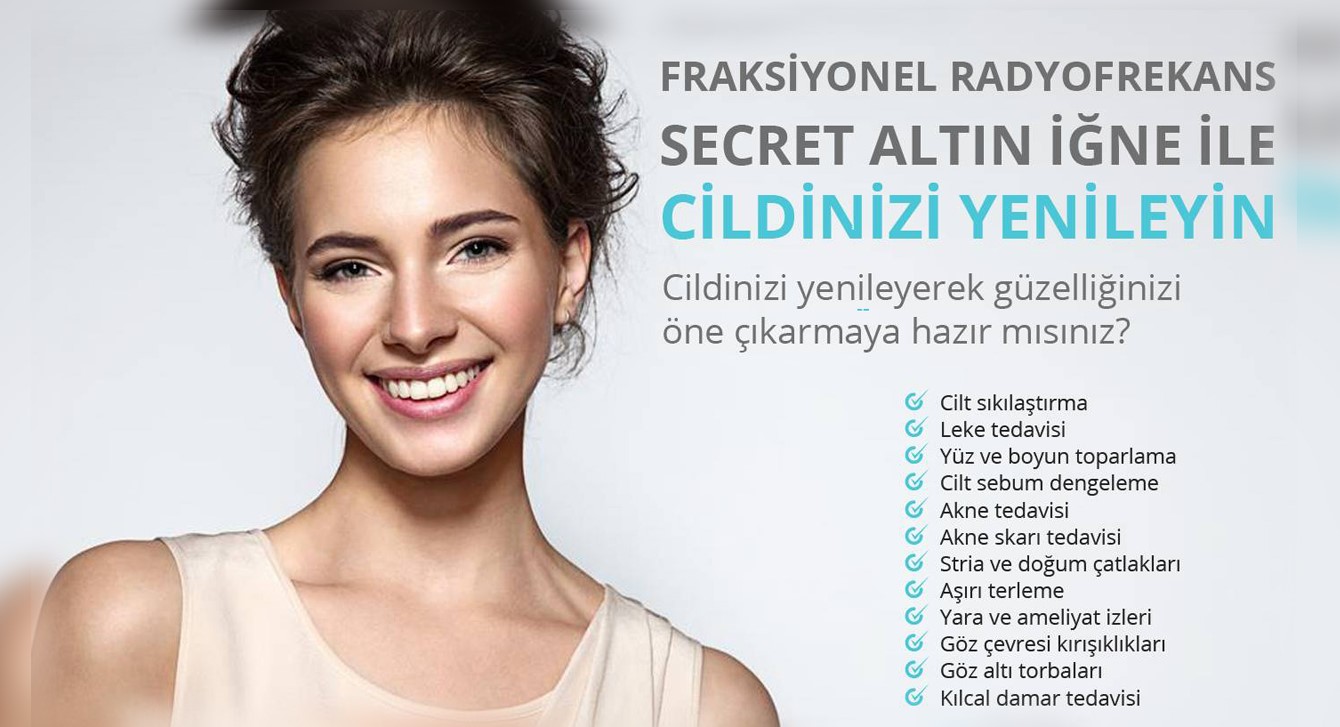 FRAKSİYONEL RADYOFREKANS
SECRET ALTIN İĞNE İLE
CİLDİNİZİ YENİLEYİN
Cildinizi yenileyerek güzelliğinizi
öne çıkarmaya hazır mısınız?
Cilt sıkılaştırma
Leke tedavisi
Yüz ve boyun toparlama
Cilt sebum dengeleme
Akne tedavisi
Akne skarı tedavisi
Stria ve doğum çatlakları
Aşırı terleme
Yara ve ameliyat izleri
Göz çevresi kırışıklıkları
Göz altı torbaları
Kılcal damar tedavisi